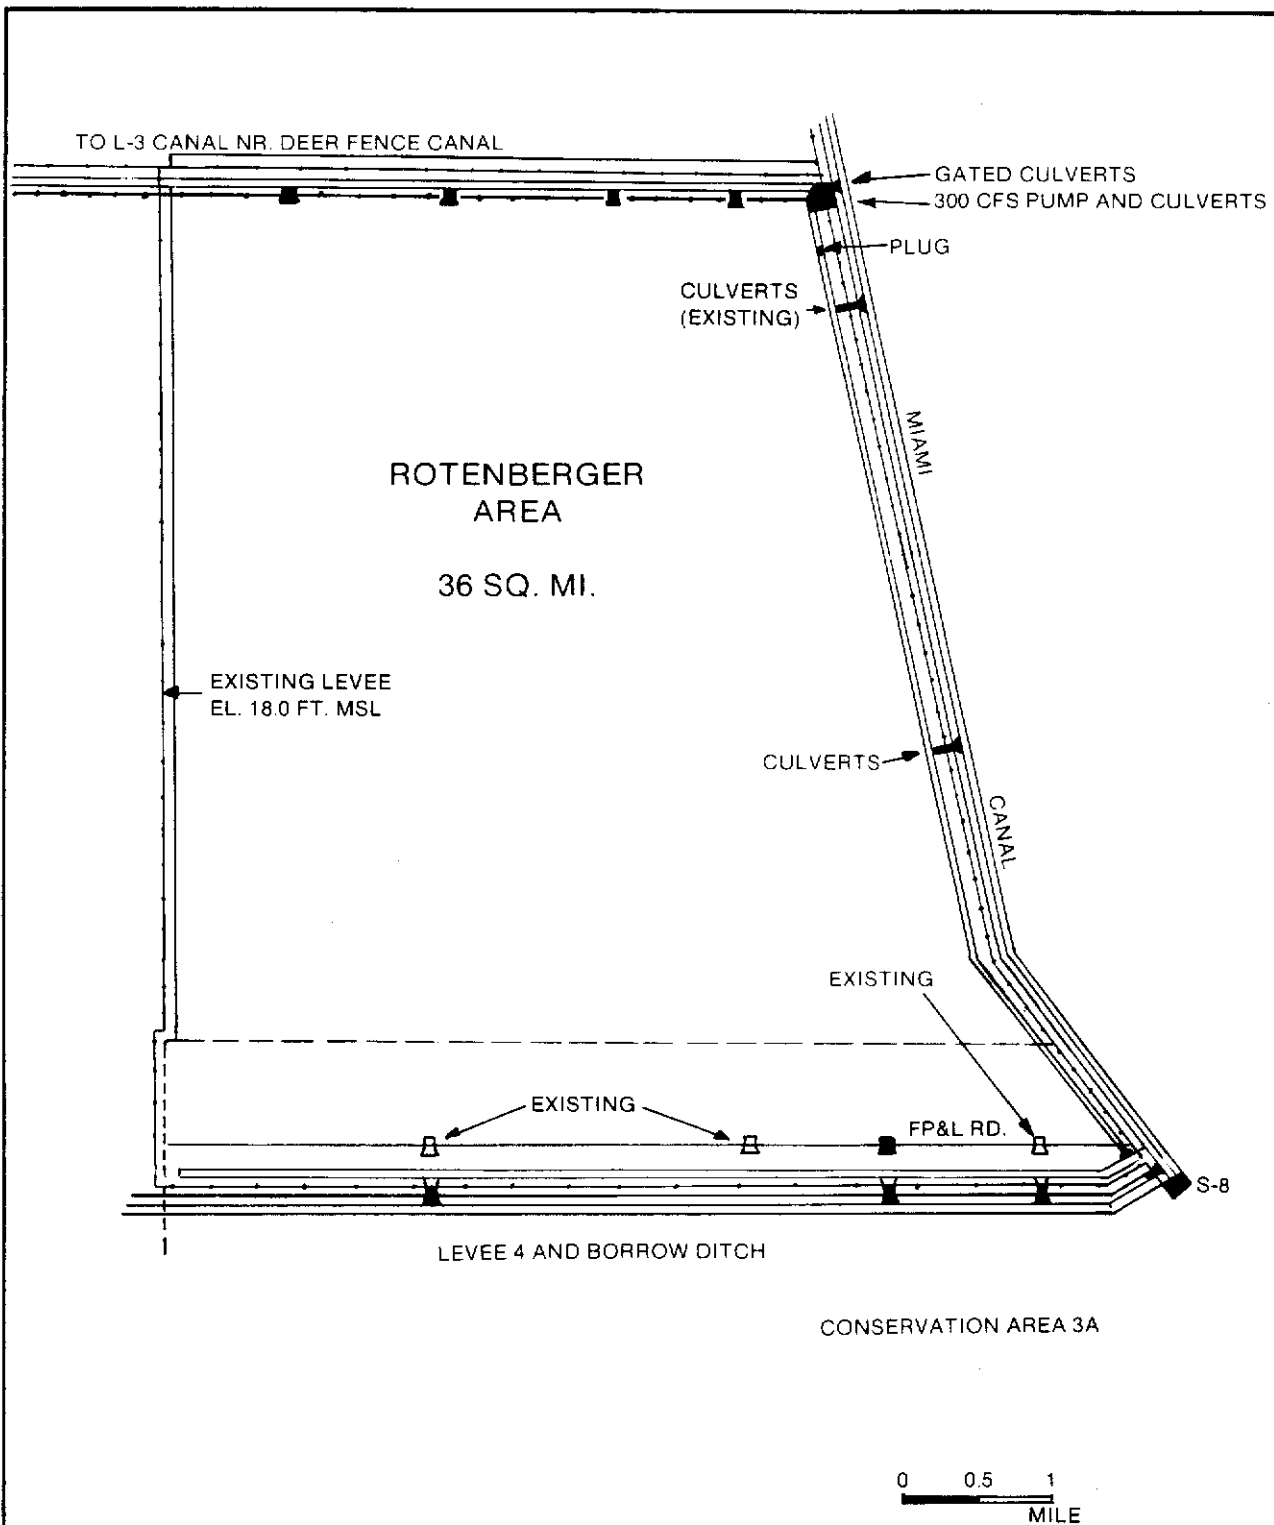 TO L-3 CANAL NR. DEER FENCE CANAL
GATED CULVERTS
300 CFS PUMP AND CULVERTS
PLUG
CULVERTS
(EXISTING)
MIAMI
ROTENBERGER
AREA
36 SQ. MI.
EXISTING LEVEE
EL. 18.0 FT. MSL
CULVERTS
CANAL
EXISTING
EXISTING
FP&L RD.
S-8
LEVEE 4 AND BORROW DITCH
CONSERVATION AREA 3A
0 0.5 1
MILE